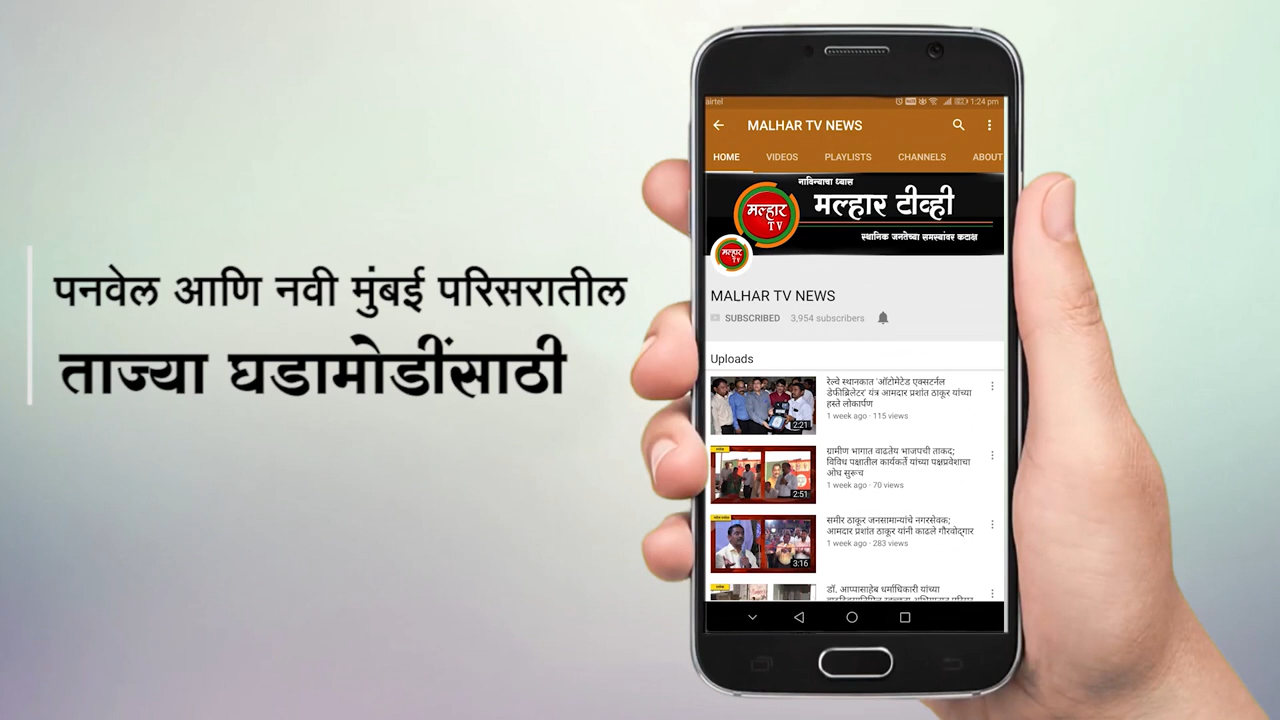 पनवेल आणि नवी मुंबई परिसरातील
ताज्या घडामोडींसाठी
airtel
1:24 pm
MALHAR TV NEWS
HOME VIDEOS PLAYLISTS CHANNELS ABOUT
नाविन्याचा ध्यास
मल्हार टीव्ही
मल्हार
TV
स्थानिक जनतेच्या समस्यांवर कटाक्ष
मल्हार
TV
MALHAR TV NEWS
SUBSCRIBED 3,954 subscribers
Uploads
रेल्वे स्थानकात 'ऑटोमेटेड एक्सटर्नल
डेफीब्रिलेटर' यंत्र आमदार प्रशांत ठाकूर यांच्या
हस्ते लोकार्पण
1 week ago · 115 views
2:21
ग्रामीण भागात वाढतेय भाजपची ताकद;
विविध पक्षातील कार्यकर्ते यांच्या पक्षप्रवेशाचा
ओघ सुरूच
1 week ago · 70 views
2:51
समीर ठाकूर जनसामान्यांचे नगरसेवक;
आमदार प्रशांत ठाकूर यांनी काढले गौरवोद्गार
1 week ago · 283 views
3:16
डॉ. आप्पासाहेब धर्माधिकारी यांच्या